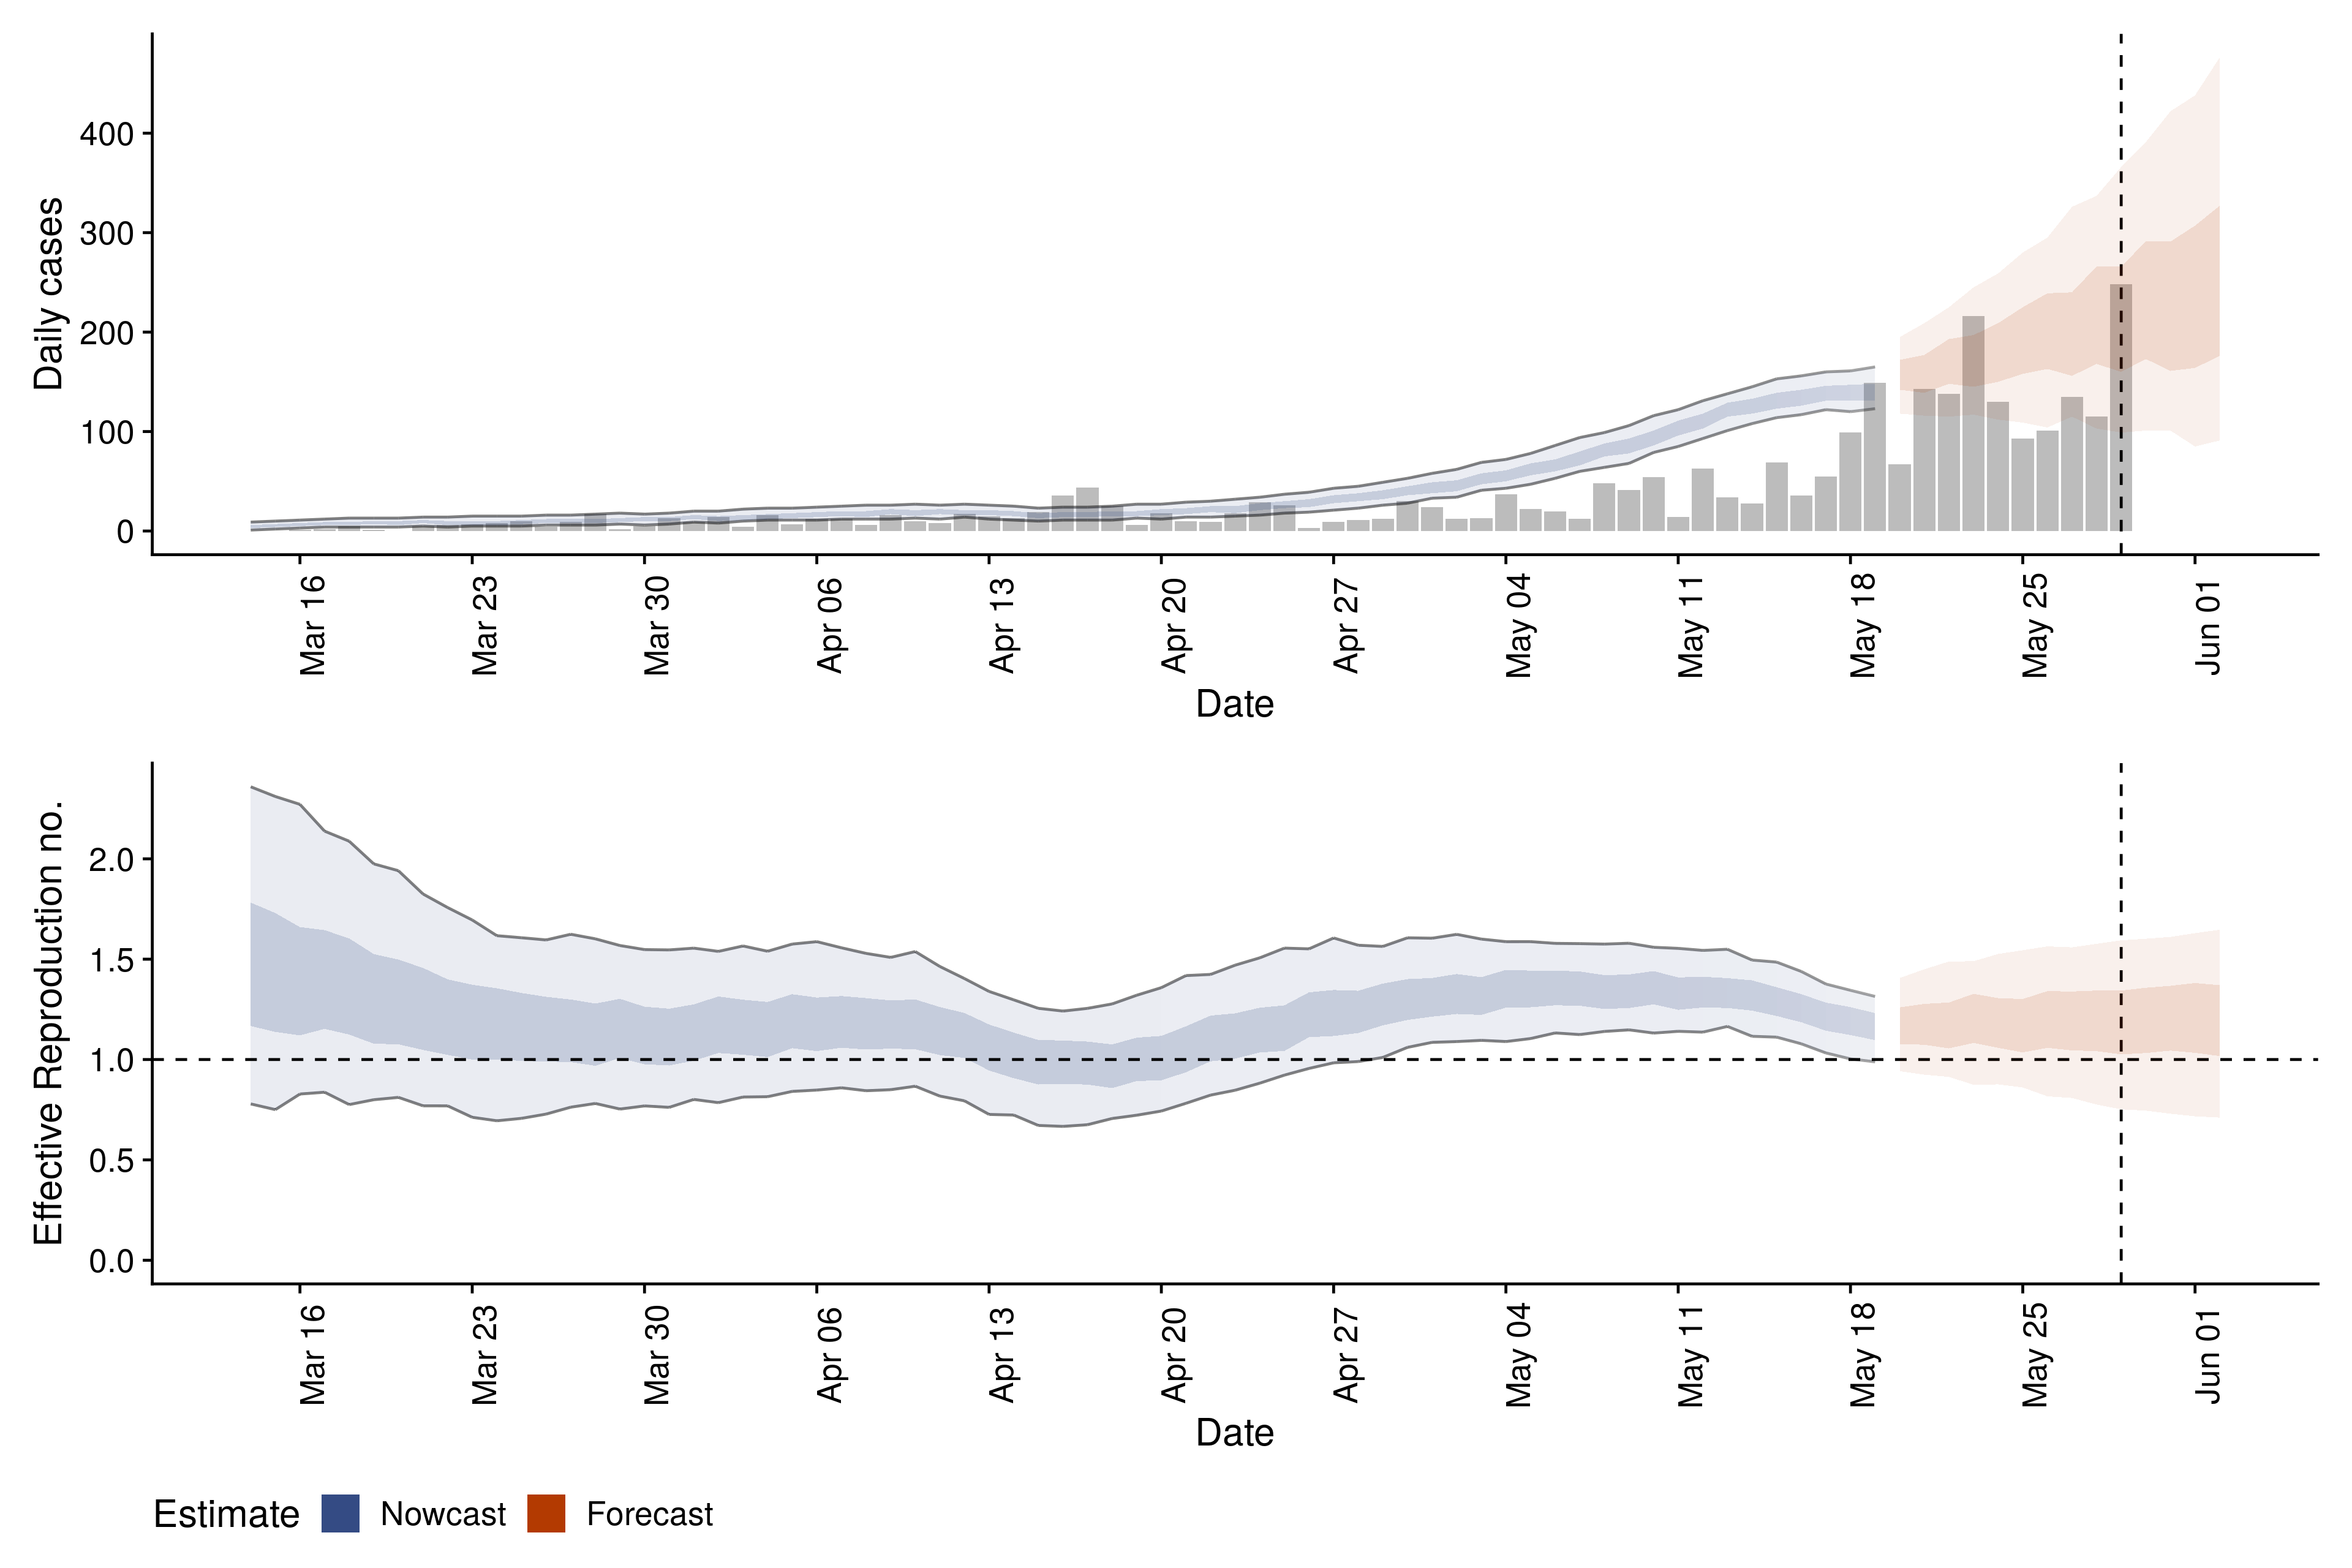 Daily cases
400
300
200
100
0
Mar 16
Mar 23
Mar 30
Apr 06
Apr 13
Apr 20
Apr 27
May 04
May 11
May 18
May 25
Jun 01
Date
Effective Reproduction no.
2.0
1.5
1.0
0.5
0.0
Mar 16
Mar 23
Mar 30
Apr 06
Apr 13
Apr 20
Apr 27
May 04
May 11
May 18
May 25
Jun 01
Date
Estimate Nowcast Forecast